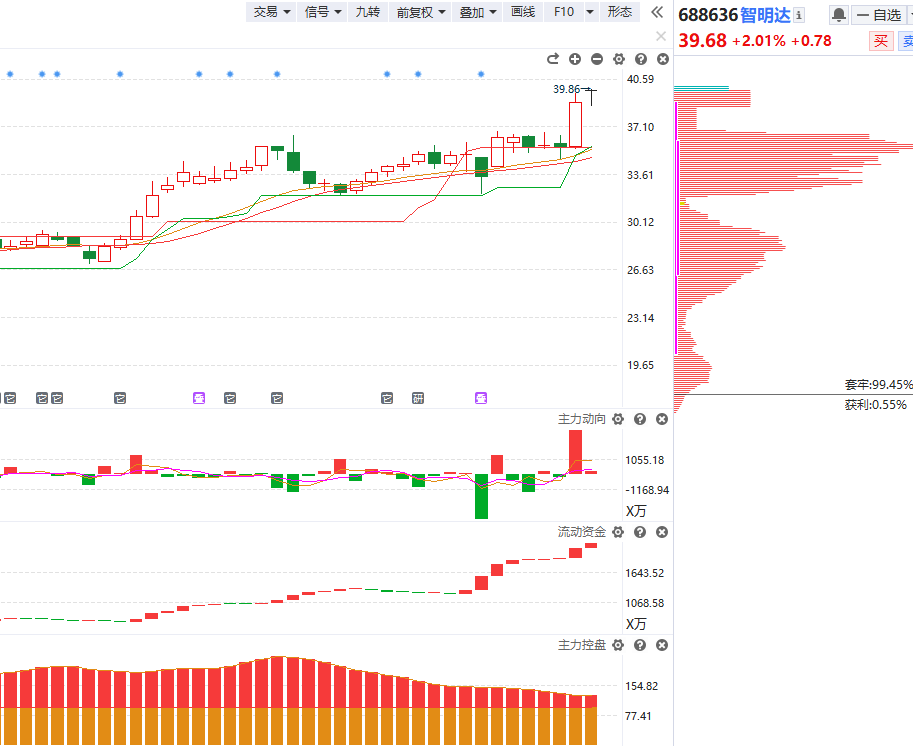 交易 信号 九转 前复权 叠加 画线 F10 形态
688636 智明达
自选
39.68 +2.01% +0.78
买 卖
40.59
39.86
37.10
33.61
30.12
26.63
23.14
19.65
套牢:99.45%
获利:0.55%
主力动向
1055.18
-1168.94
X万
流动资金
1643.52
1068.58
X万
主力控盘
154.82
77.41